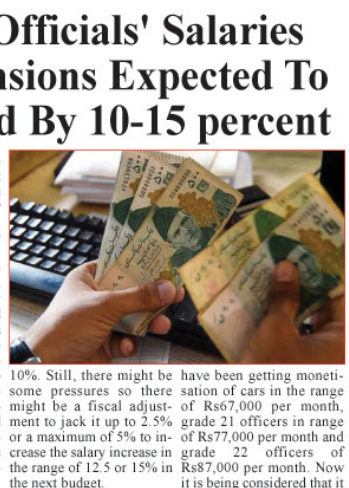 Officials' Salaries
nsions Expected To
d By 10-15 percent
10%. Still, there might be
some pressures so there
might be a fiscal adjust-
ment to jack it up to 2.5%
or a maximum of 5% to in-
crease the salary increase in
the range of 12.5 or 15% in
the next budget.
have been getting moneti-
sation of cars in the range
of Rs67,000 per month,
grade 21 officers in range
of Rs77,000 per month and
grade 22 officers of
Rs87,000 per month. Now
it is being considered that it